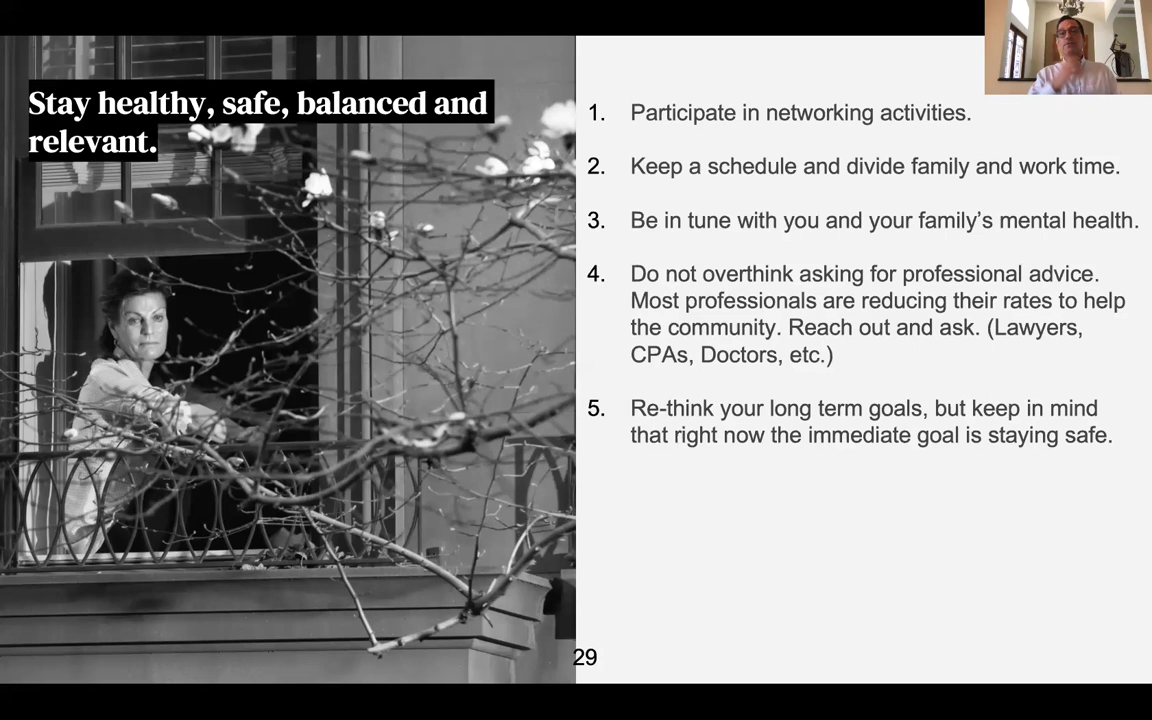 Stay healthy, safe, balanced and
relevant.
1. Participate in networking activities.
2. Keep a schedule and divide family and work time.
3. Be in tune with you and your family’s mental health.
4. Do not overthink asking for professional advice.
Most professionals are reducing their rates to help
the community. Reach out and ask. (Lawyers,
CPAs, Doctors, etc.)
5. Re-think your long term goals, but keep in mind
that right now the immediate goal is staying safe.
29